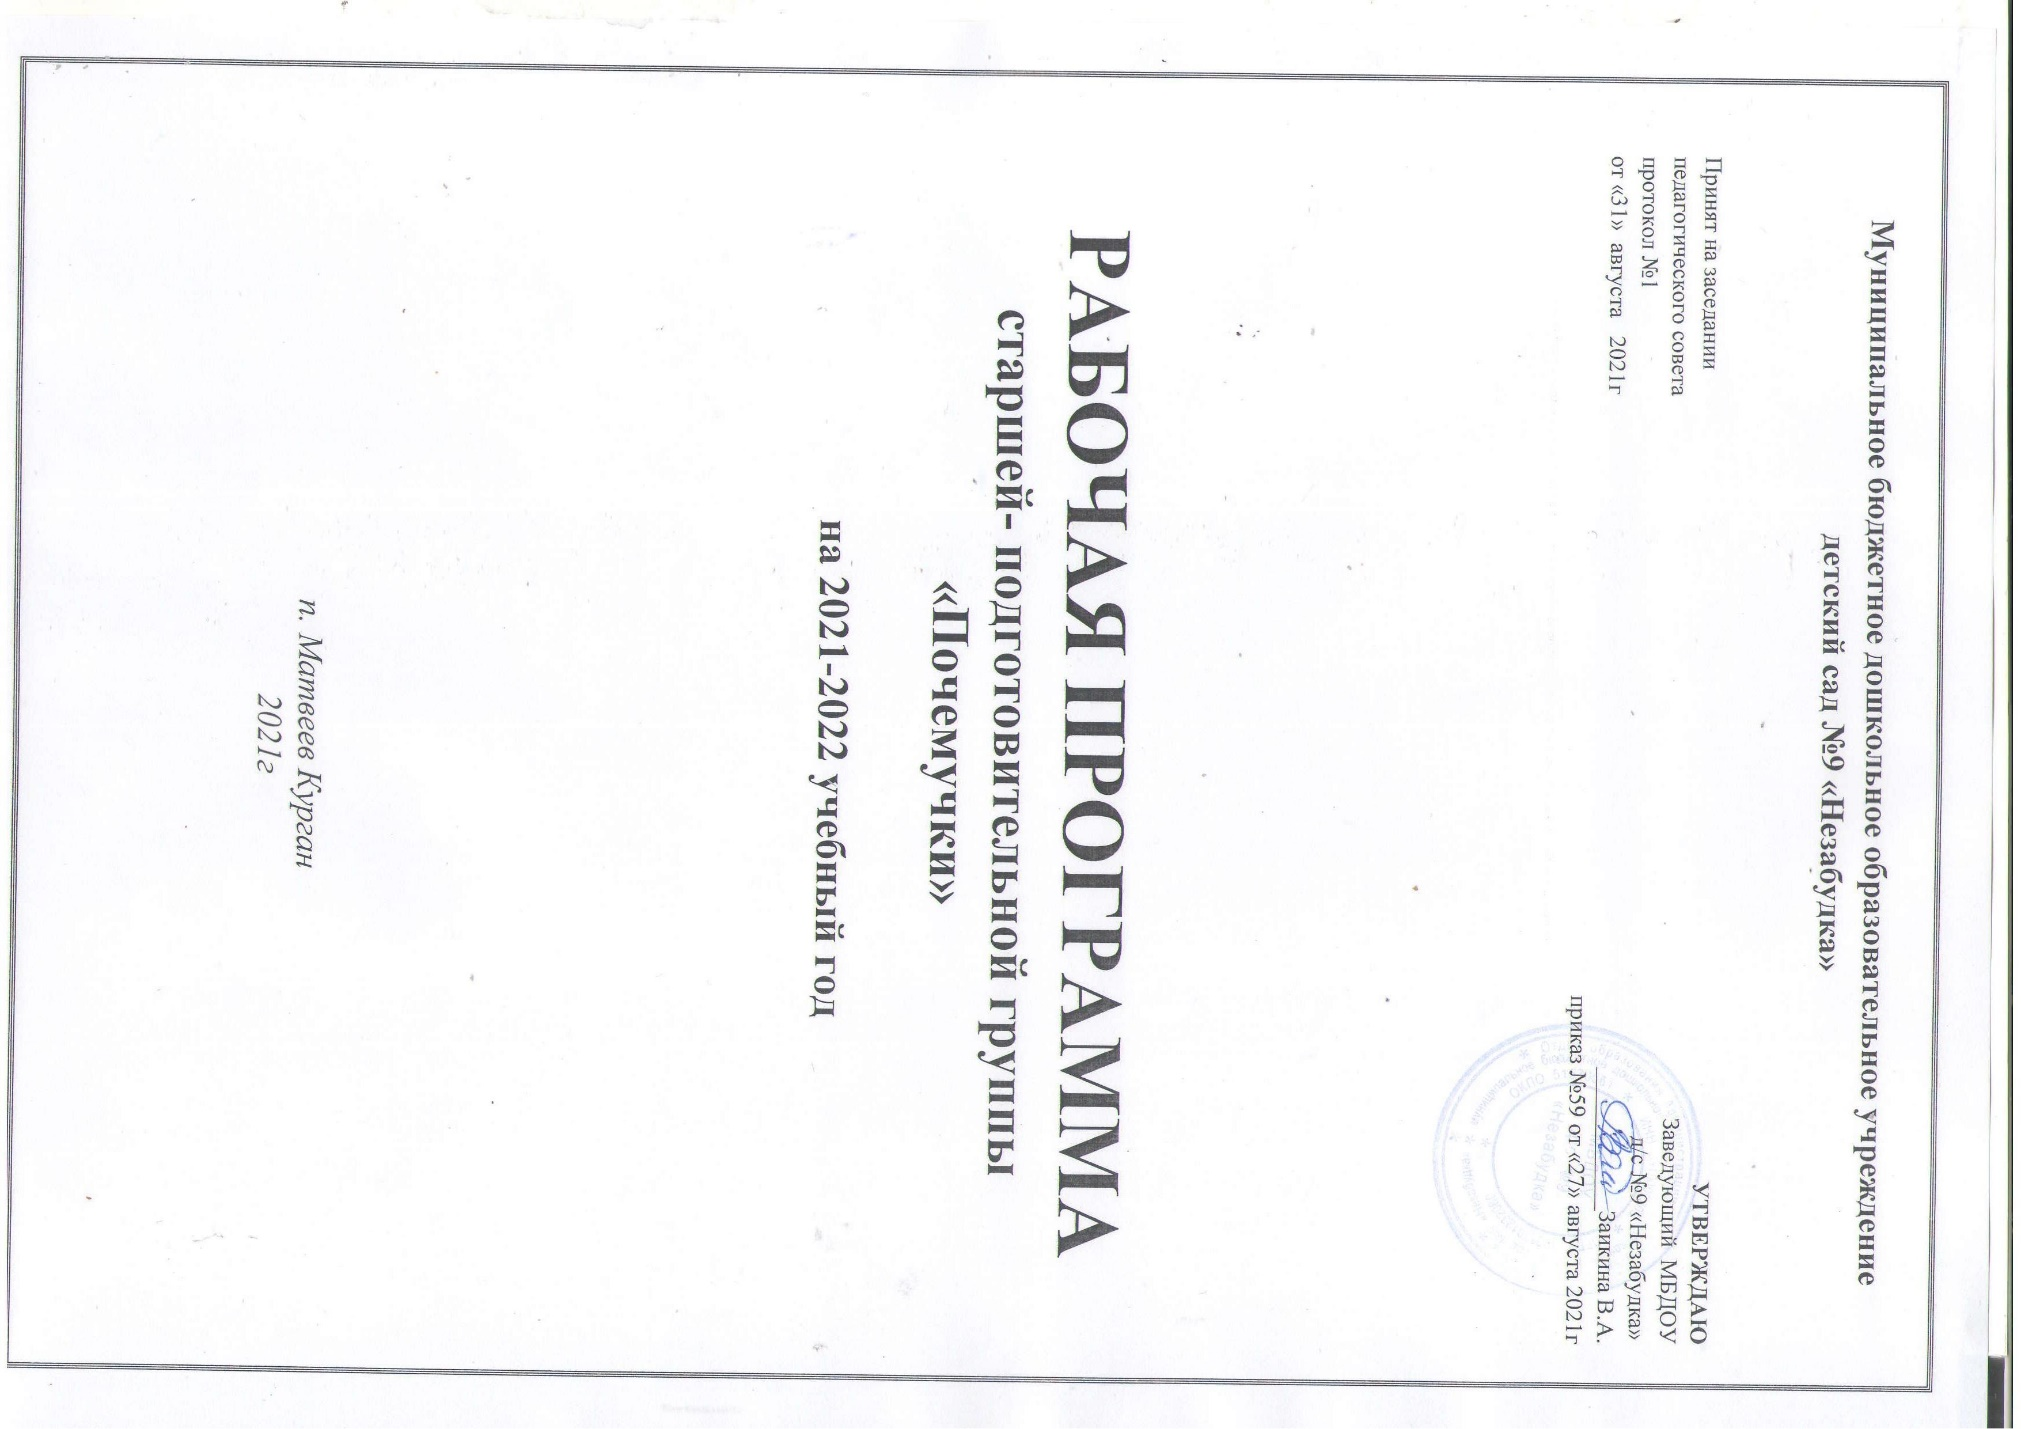 Муниципальное бюджетное дошкольное образовательное учреждение
детский сад №9 «Незабудка»
Принят на заседании
педагогического совета
протокол №1
от «31» августа 2021г
УТВЕРЖДАЮ
Заведующий МБДОУ
д/с №9 «Незабудка»
Заикина В.А.
приказ №59 от «27» августа 2021г
РАБОЧАЯ ПРОГРАММА
старшей- подготовительной группы
«Почемучки»
на 2021-2022 учебный год
п. Матвеев Курган
2021г